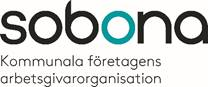 sobona
Kommunala företagens
arbetsgivarorganisation